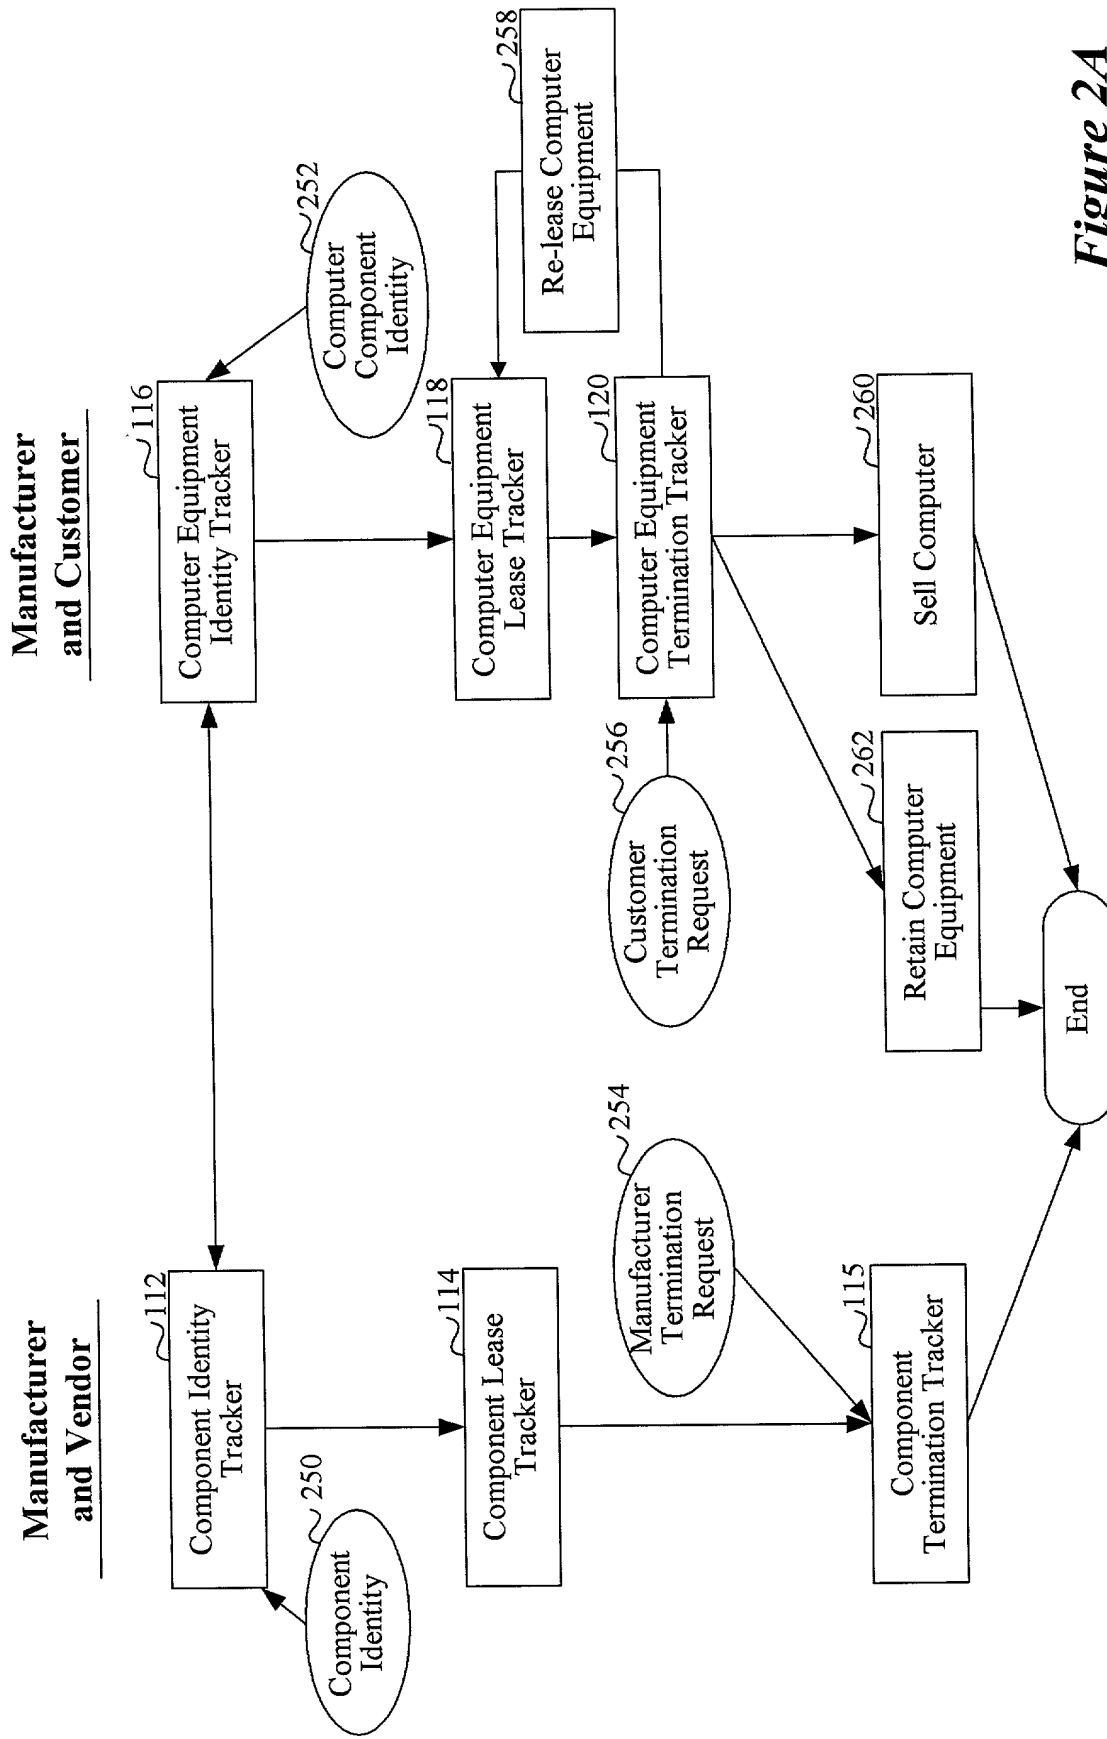 Manufacturer
and Vendor
Manufacturer
and Customer
112
Component Identity
Tracker
250
Component
Identity
116
Computer Equipment
Identity Tracker
252
Computer
Component
Identity
114
Component Lease
Tracker
118
Computer Equipment
Lease Tracker
258
Re-lease Computer
Equipment
254
Manufacturer
Termination
Request
256
Customer
Termination
Request
120
Computer Equipment
Termination Tracker
115
Component
Termination Tracker
262
Retain Computer
Equipment
260
Sell Computer
End
Figure 2A